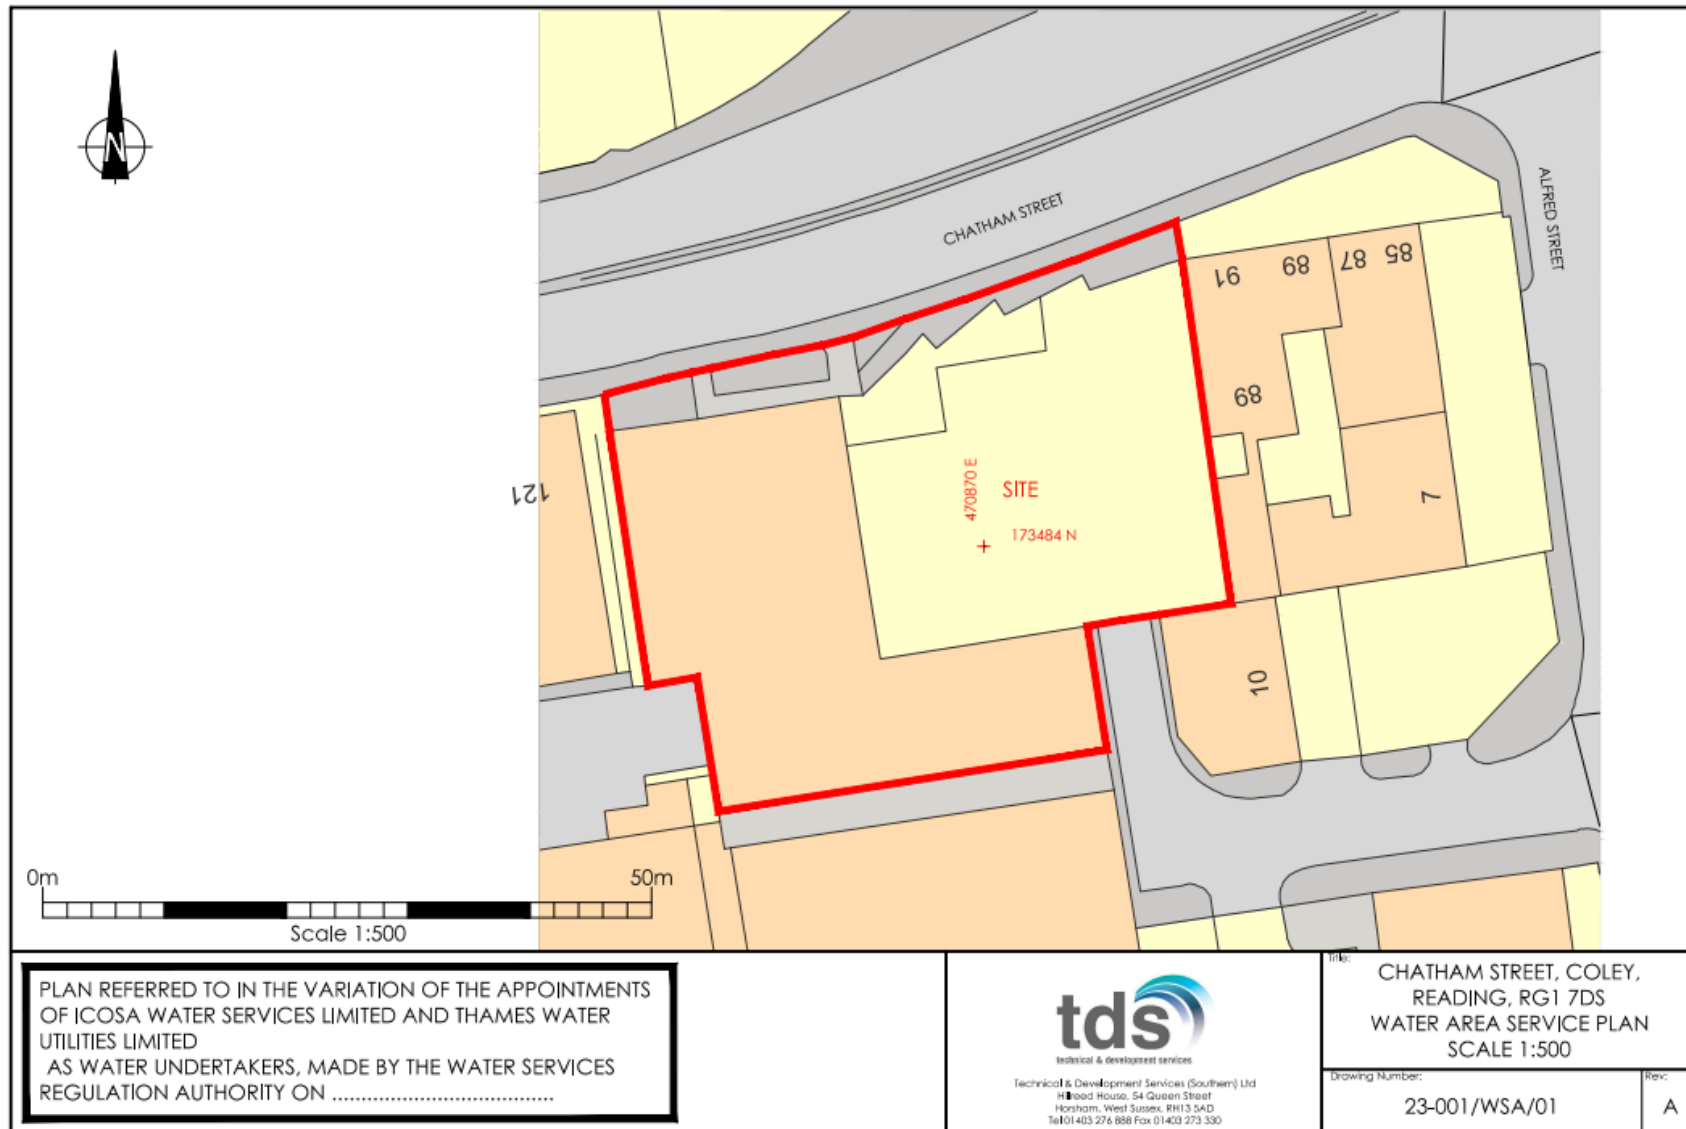 N
CHATHAM STREET
ALFRED STREET
91
89
87
85
89
121
470870 E
SITE
173484 N
7
10
0m
50m
Scale 1:500
PLAN REFERRED TO IN THE VARIATION OF THE APPOINTMENTS
OF ICOSA WATER SERVICES LIMITED AND THAMES WATER
UTILITIES LIMITED
AS WATER UNDERTAKERS, MADE BY THE WATER SERVICES
REGULATION AUTHORITY ON .....................................
tds
technical & development services
Technical & Development Services (Southern) Ltd
Hillreed House, 54 Queen Street
Horsham, West Sussex, RH13 5AD
Tel 01403 276 888 Fax 01403 273 330
Title:
CHATHAM STREET, COLEY,
READING, RG1 7DS
WATER AREA SERVICE PLAN
SCALE 1:500
Drawing Number:
23-001/WSA/01
Rev:
A